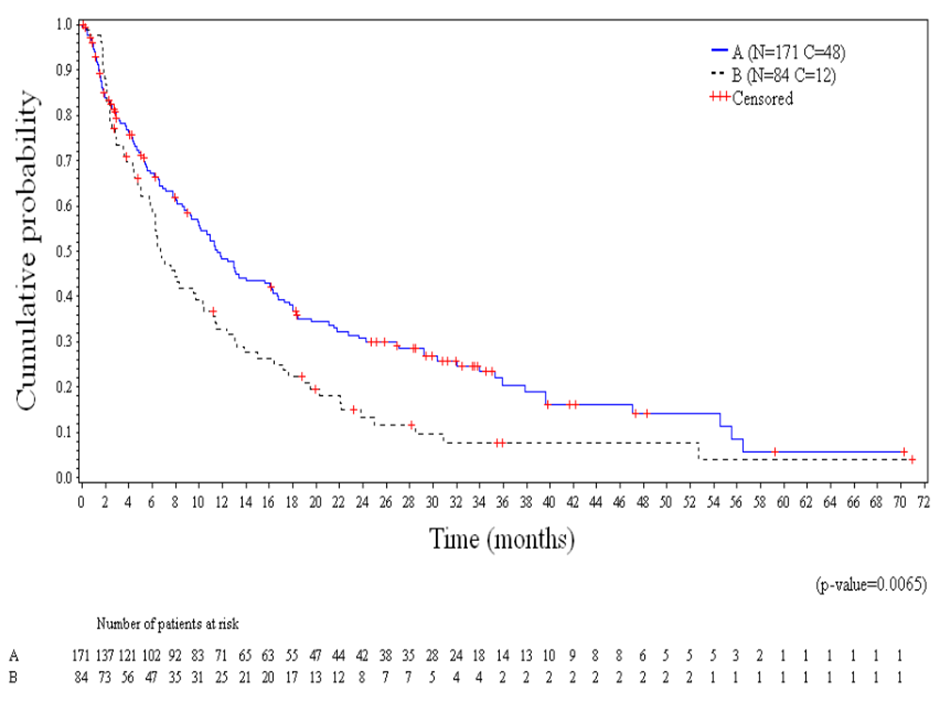 A (N=171 C=48)
B (N=84 C=12)
Censored
Cumulative probability
1.0
0.9
0.8
0.7
0.6
0.5
0.4
0.3
0.2
0.1
0.0
0 2 4 6 8 10 12 14 16 18 20 22 24 26 28 30 32 34 36 38 40 42 44 46 48 50 52 54 56 58 60 62 64 66 68 70 72
Time (months)
(p-value=0.0065)
Number of patients at risk
A 171 137 121 102 92 83 71 65 63 55 47 44 42 38 35 28 24 18 14 13 10 9 8 8 6 5 5 5 3 2 1 1 1 1 1 1
B 84 73 56 47 35 31 25 21 20 17 13 12 8 7 7 5 4 4 2 2 2 2 2 2 2 2 2 1 1 1 1 1 1 1 1 1